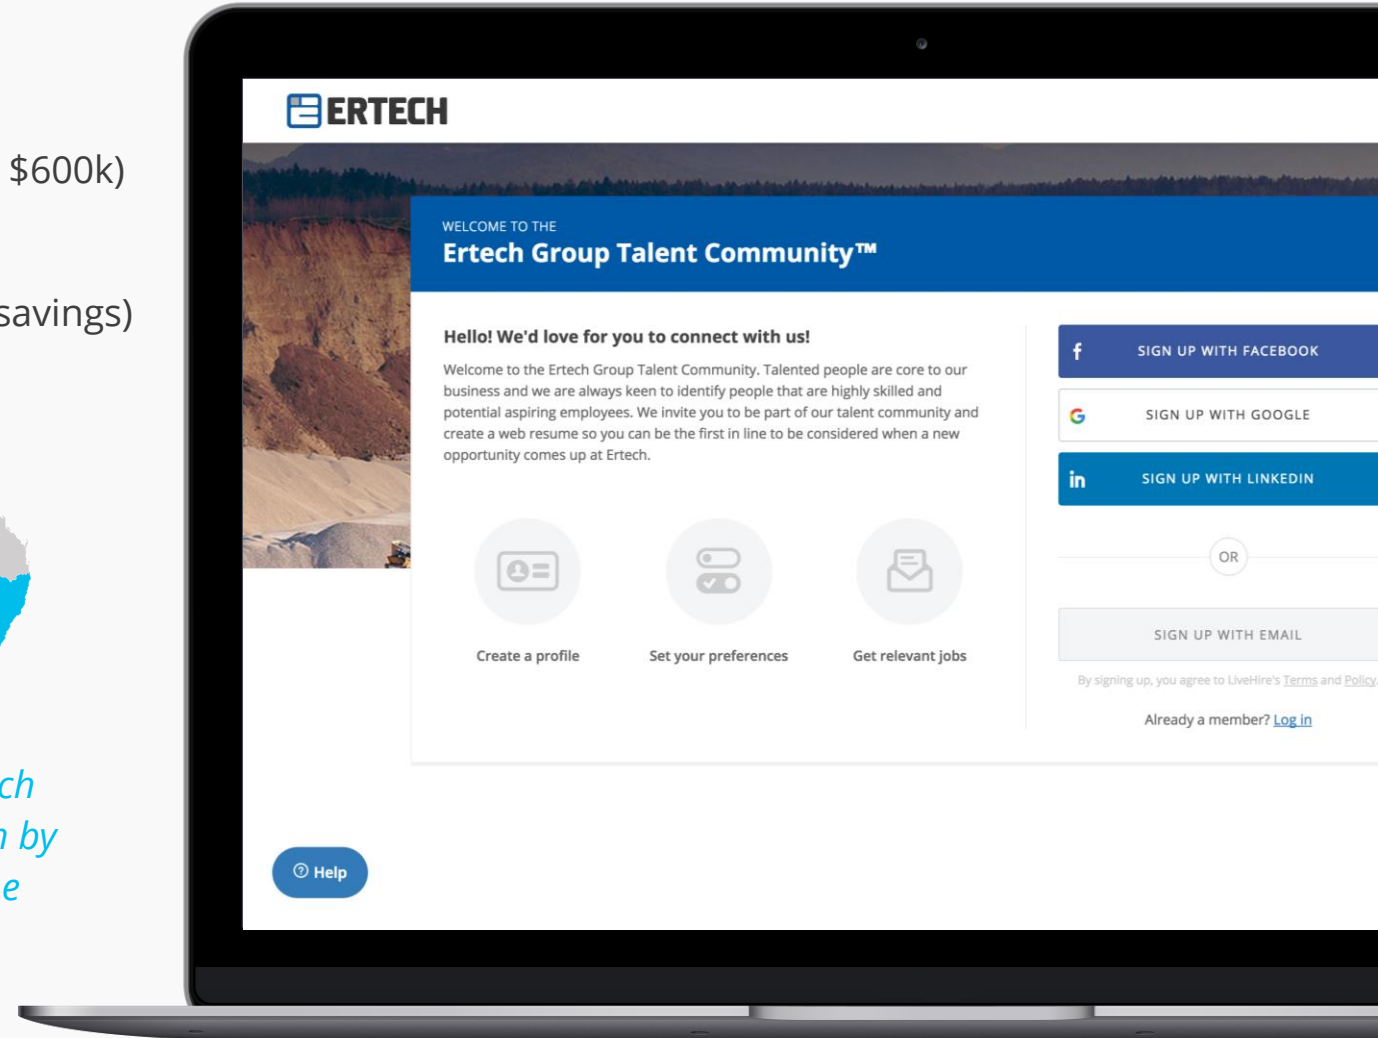 $600k)
savings)
ch
by
e
ERTECH
WELCOME TO THE
Ertech Group Talent Community™
Hello! We'd love for you to connect with us!
Welcome to the Ertech Group Talent Community. Talented people are core to our
business and we are always keen to identify people that are highly skilled and
potential aspiring employees. We invite you to be part of our talent community and
create a web resume so you can be the first in line to be considered when a new
opportunity comes up at Ertech.
Create a profile
Set your preferences
Get relevant jobs
f SIGN UP WITH FACEBOOK
G SIGN UP WITH GOOGLE
in SIGN UP WITH LINKEDIN
OR
SIGN UP WITH EMAIL
By signing up, you agree to LiveHire's Terms and Policy.
Already a member? Log in
Help